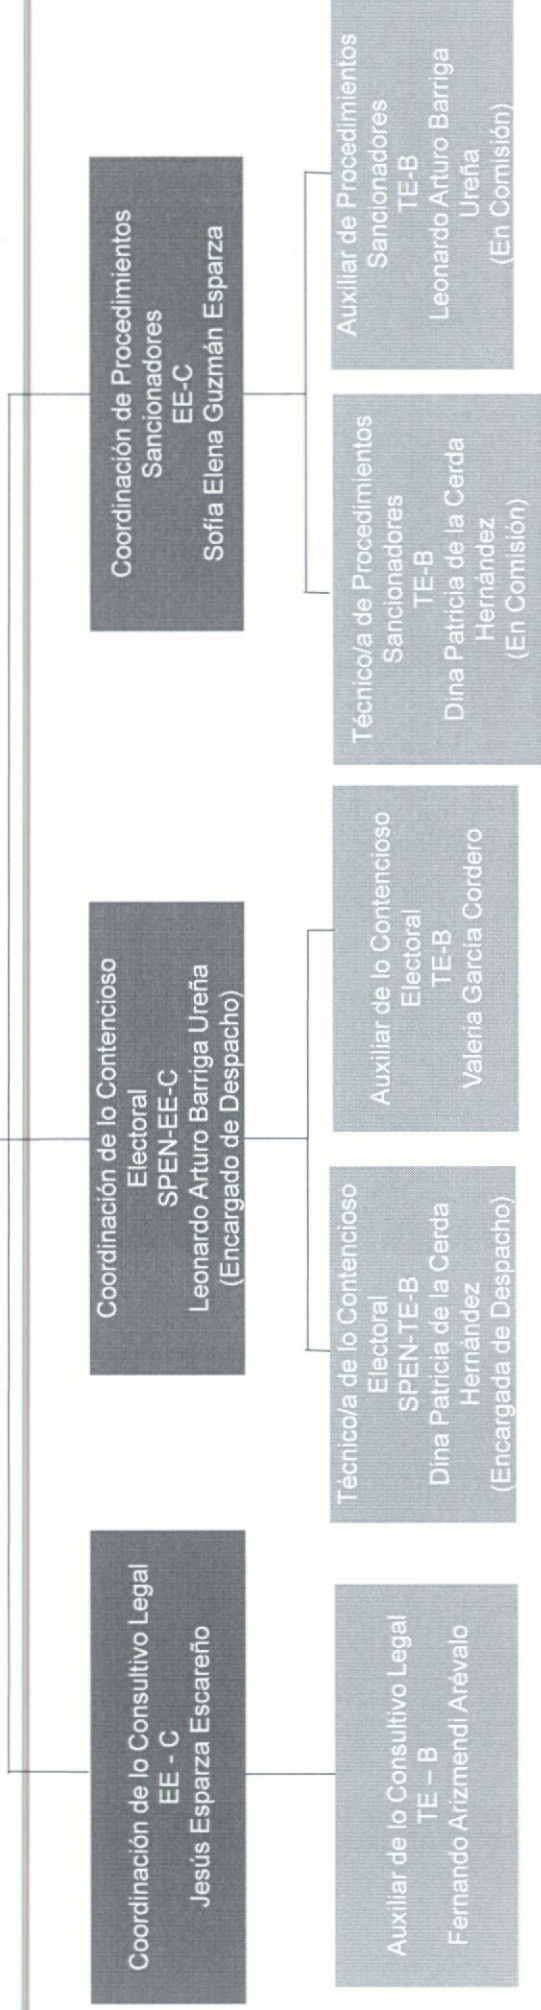 Coordinación de lo Consultivo Legal
EE - C
Jesús Esparza Escareño
Coordinación de lo Contencioso
Electoral
SPEN-EE-C
Leonardo Arturo Barriga Ureña
(Encargado de Despacho)
Coordinación de Procedimientos
Sancionadores
EE-C
Sofía Elena Guzmán Esparza
Auxiliar de lo Consultivo Legal
TE – B
Fernando Arizmendi Arévalo
Técnico/a de lo Contencioso
Electoral
SPEN-TE-B
Dina Patricia de la Cerda
Hernández
(Encargada de Despacho)
Auxiliar de lo Contencioso
Electoral
TE-B
Valeria García Cordero
Técnico/a de Procedimientos
Sancionadores
TE-B
Dina Patricia de la Cerda
Hernández
(En Comisión)
Auxiliar de Procedimientos
Sancionadores
TE-B
Leonardo Arturo Barriga
Ureña
(En Comisión)